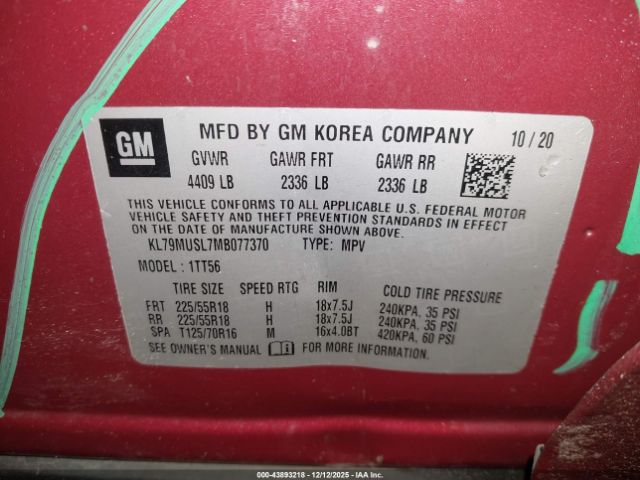 GM
MFD BY GM KOREA COMPANY 10/20
GVWR GAWR FRT GAWR RR
4409 LB 2336 LB 2336 LB
THIS VEHICLE CONFORMS TO ALL APPLICABLE U.S. FEDERAL MOTOR
VEHICLE SAFETY AND THEFT PREVENTION STANDARDS IN EFFECT
ON THE DATE OF MANUFACTURE SHOWN ABOVE.
KL79MUSL7MB077370 TYPE: MPV
MODEL: 1TT56
TIRE SIZE SPEED RTG RIM COLD TIRE PRESSURE
FRT 225/55R18 H 18x7.5J 240KPA, 35 PSI
RR 225/55R18 H 18x7.5J 240KPA, 35 PSI
SPA T125/70R16 M 16x4.0BT 420KPA, 60 PSI
SEE OWNER'S MANUAL FOR MORE INFORMATION.
000-43893218 - 12/12/2025 - IAAI, Inc. Copyright